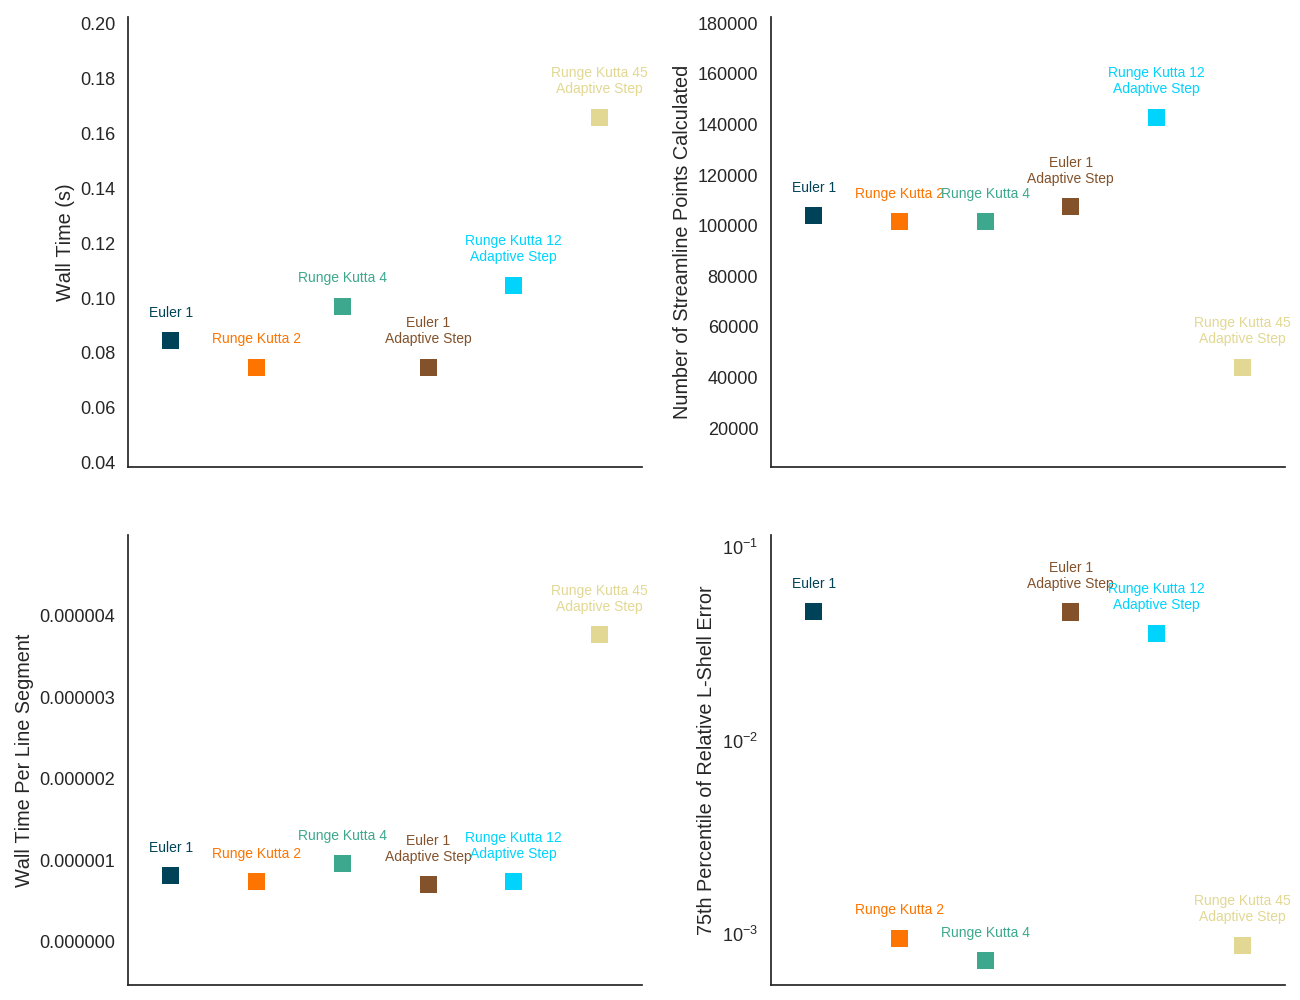 0.20
0.18
0.16
0.14
0.12
0.10
0.08
0.06
0.04
Wall Time (s)
Euler 1
Runge Kutta 2
Runge Kutta 4
Euler 1
Adaptive Step
Runge Kutta 12
Adaptive Step
Runge Kutta 45
Adaptive Step
180000
160000
140000
120000
100000
80000
60000
40000
20000
Number of Streamline Points Calculated
Euler 1
Runge Kutta 2
Runge Kutta 4
Euler 1
Adaptive Step
Runge Kutta 12
Adaptive Step
Runge Kutta 45
Adaptive Step
0.000004
0.000003
0.000002
0.000001
0.000000
Wall Time Per Line Segment
Euler 1
Runge Kutta 2
Runge Kutta 4
Euler 1
Adaptive Step
Runge Kutta 12
Adaptive Step
Runge Kutta 45
Adaptive Step
10⁻¹
10⁻²
10⁻³
75th Percentile of Relative L-Shell Error
Euler 1
Runge Kutta 2
Runge Kutta 4
Euler 1
Adaptive Step
Runge Kutta 12
Adaptive Step
Runge Kutta 45
Adaptive Step